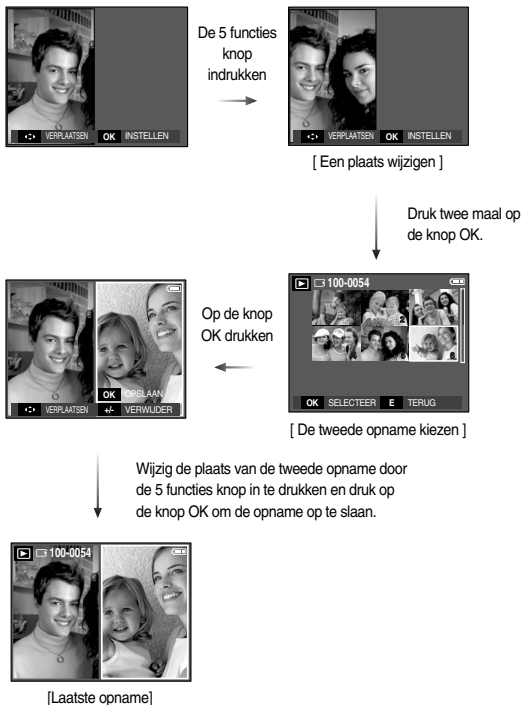 VERPLAATSEN OK INSTELLEN
De 5 functies
knop
indrukken
VERPLAATSEN OK INSTELLEN
[ Een plaats wijzigen ]
Druk twee maal op
de knop OK.
100-0054
2
5
6
OK SELECTEER E TERUG
[ De tweede opname kiezen ]
Op de knop
OK drukken
OK OPSLAAN
VERPLAATSEN +/- VERWIJDER
Wijzig de plaats van de tweede opname door
de 5 functies knop in te drukken en druk op
de knop OK om de opname op te slaan.
100-0054
[Laatste opname]